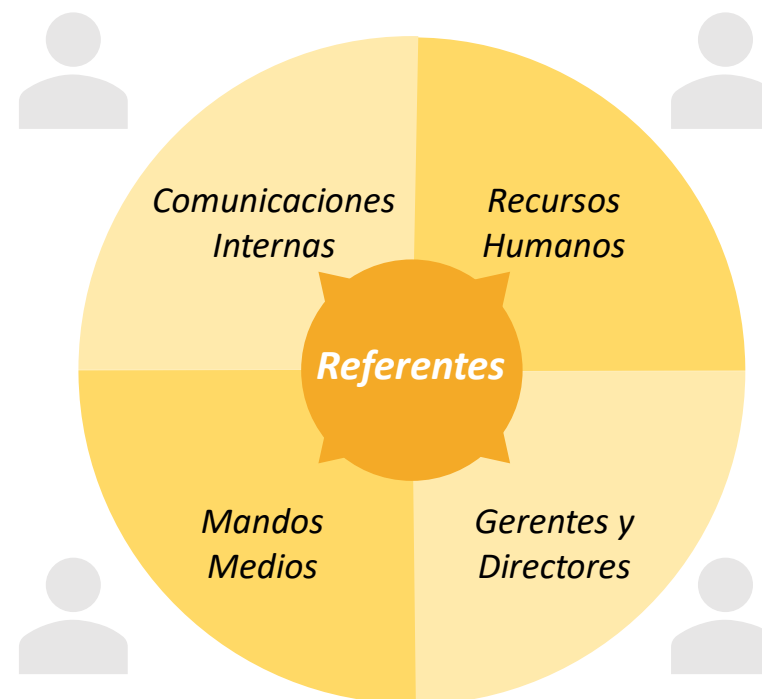 Comunicaciones
Internas
Recursos
Humanos
Referentes
Mandos
Medios
Gerentes y
Directores